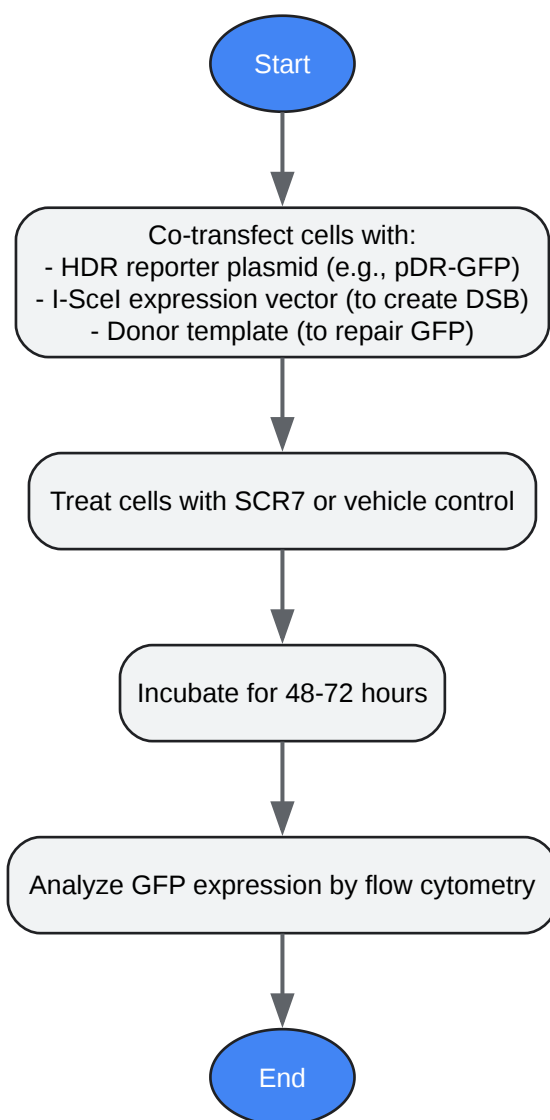 Start
Co-transfect cells with:
- HDR reporter plasmid (e.g., pDR-GFP)
- I-SceI expression vector (to create DSB)
- Donor template (to repair GFP)
Treat cells with SCR7 or vehicle control
Incubate for 48-72 hours
Analyze GFP expression by flow cytometry
End